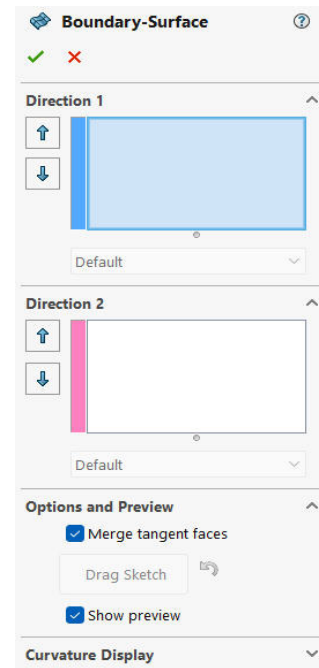 Boundary-Surface
Direction 1
Default
Direction 2
Default
Options and Preview
Merge tangent faces
Drag Sketch
Show preview
Curvature Display